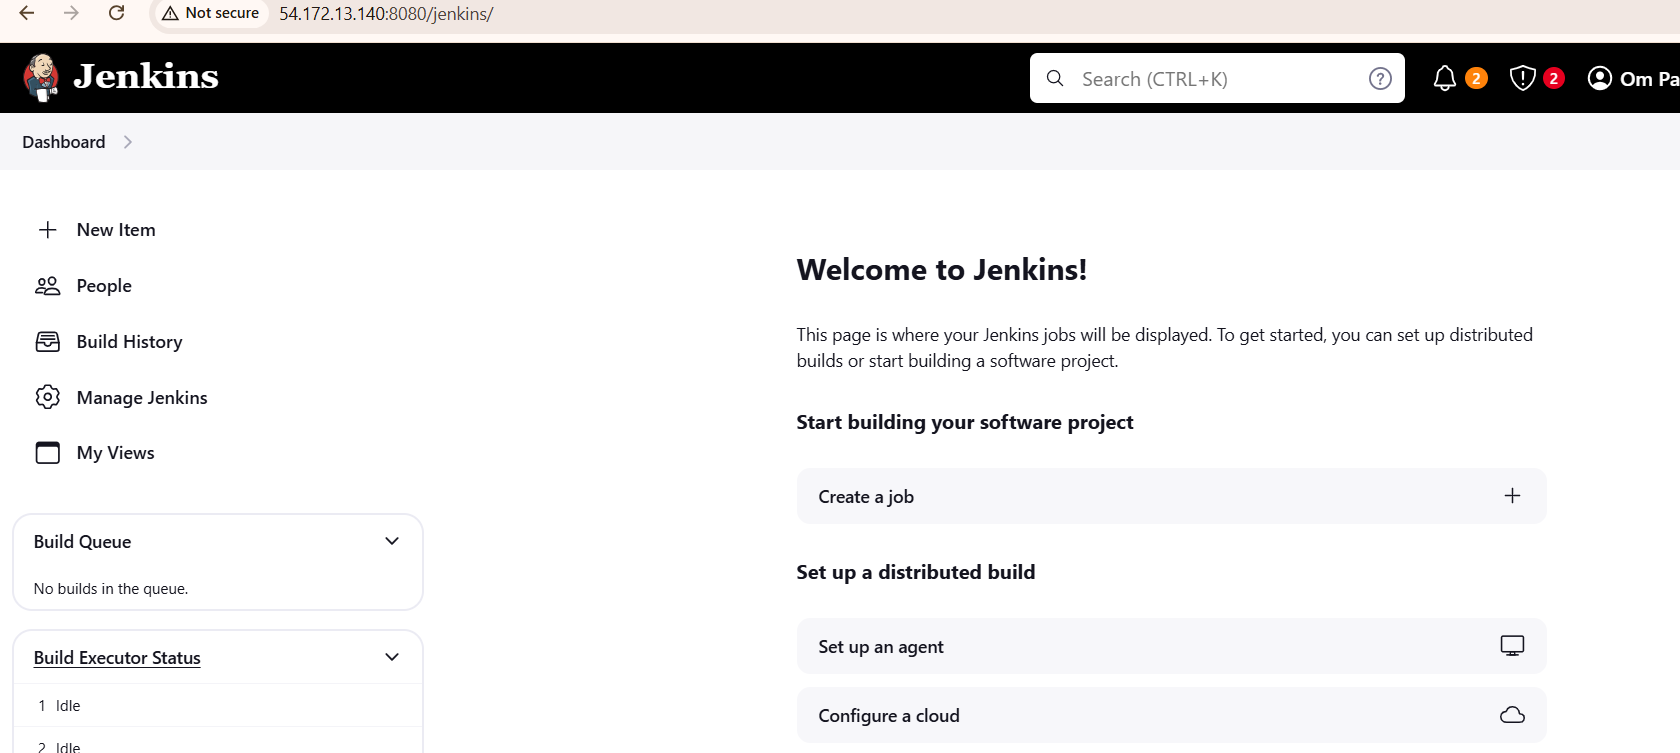 Not secure 54.172.13.140:8080/jenkins/
Jenkins
Search (CTRL+K)
?
2
2
Om Pa
Dashboard
New Item
People
Build History
Manage Jenkins
My Views
Build Queue
No builds in the queue.
Build Executor Status
1 Idle
2 Idle
Welcome to Jenkins!
This page is where your Jenkins jobs will be displayed. To get started, you can set up distributed
builds or start building a software project.
Start building your software project
Create a job
Set up a distributed build
Set up an agent
Configure a cloud